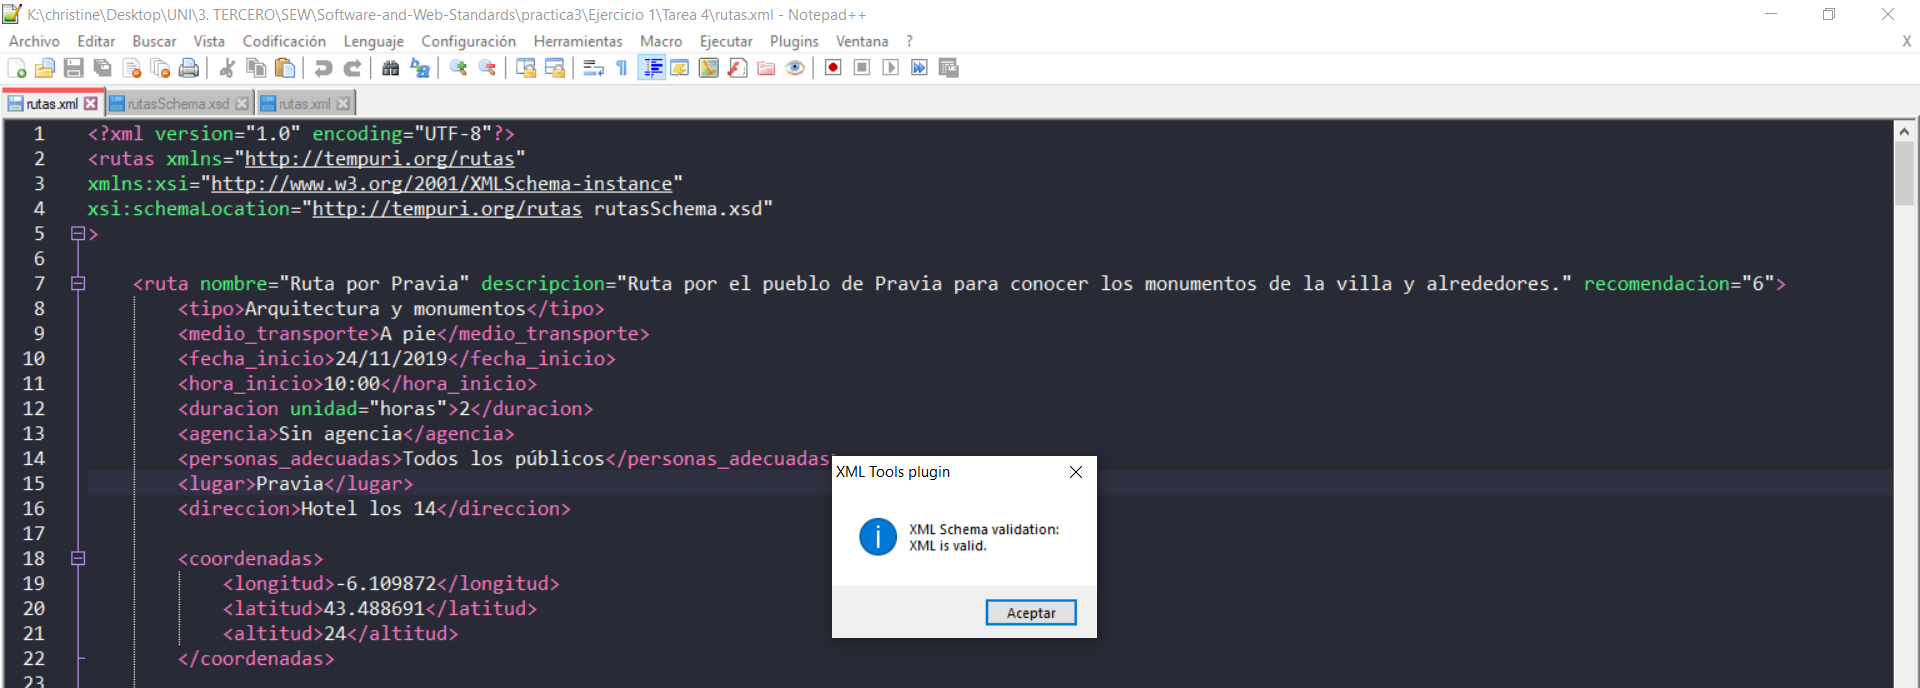 K:\christine\Desktop\UNI\3. TERCERO\SEW\Software-and-Web-Standards\practica3\Ejercicio 1\Tarea 4\rutas.xml - Notepad++
Archivo Editar Buscar Vista Codificación Lenguaje Configuración Herramientas Macro Ejecutar Plugins Ventana ? X
rutas.xml rutasSchema.xsd rutas.xml
1 <?xml version="1.0" encoding="UTF-8"?>
2 <rutas xmlns="http://tempuri.org/rutas"
3 xmlns:xsi="http://www.w3.org/2001/XMLSchema-instance"
4 xsi:schemaLocation="http://tempuri.org/rutas rutasSchema.xsd"
5 >
6
7 <ruta nombre="Ruta por Pravia" descripcion="Ruta por el pueblo de Pravia para conocer los monumentos de la villa y alrededores." recomendacion="6">
8 <tipo>Arquitectura y monumentos</tipo>
9 <medio_transporte>A pie</medio_transporte>
10 <fecha_inicio>24/11/2019</fecha_inicio>
11 <hora_inicio>10:00</hora_inicio>
12 <duracion unidad="horas">2</duracion>
13 <agencia>Sin agencia</agencia>
14 <personas_adecuadas>Todos los públicos</personas_adecuadas>
15 <lugar>Pravia</lugar>
16 <direccion>Hotel los 14</direccion>
17
18 <coordenadas>
19 <longitud>-6.109872</longitud>
20 <latitud>43.488691</latitud>
21 <altitud>24</altitud>
22 </coordenadas>
23
XML Tools plugin
XML Schema validation:
XML is valid.
Aceptar